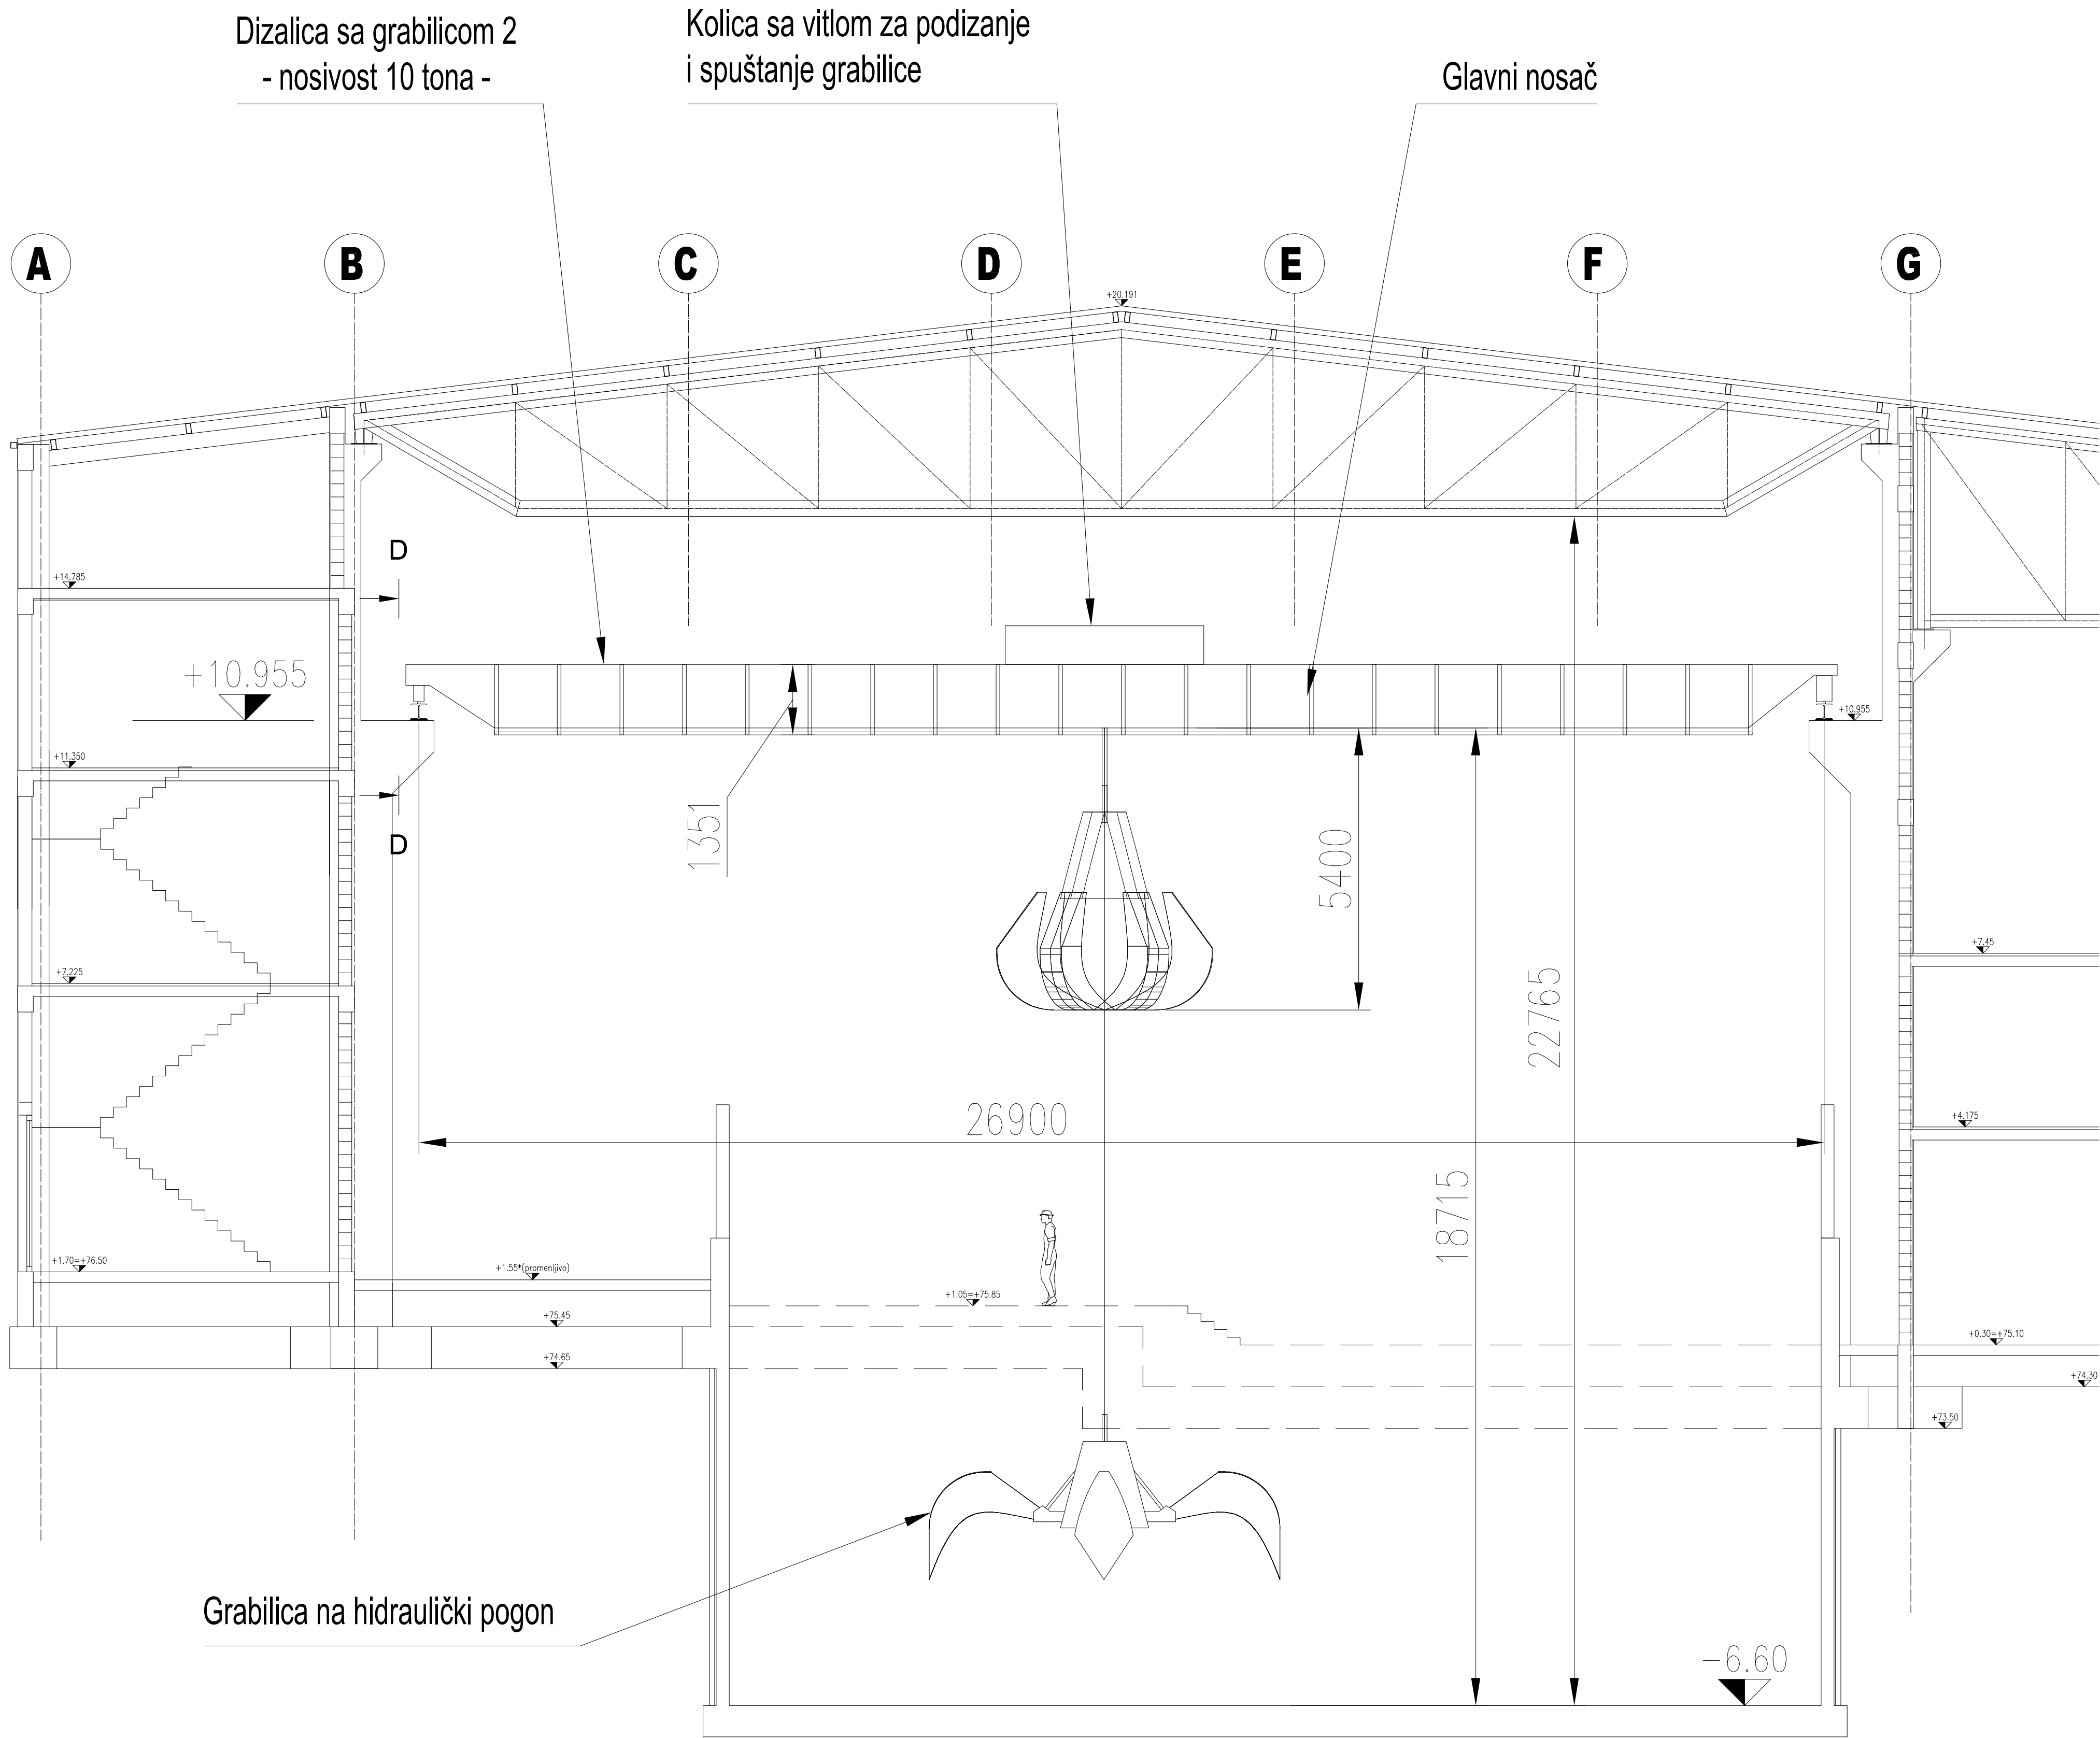 Dizalica sa grabilicom 2
- nosivost 10 tona -
Kolica sa vitlom za podizanje
i spuštanje grabilice
Glavni nosač
A
B
C
D
E
F
G
+20.191
D
+14.785
+10.955
+10.955
+11.350
1351
D
5400
+7.45
+7.225
22765
26900
+4.175
18715
+1.70=+76.50
+1.55*(promenljivo)
+1.05=+75.85
+75.45
+0.30=+75.10
+74.65
+74.30
+73.50
Grabilica na hidraulički pogon
-6.60